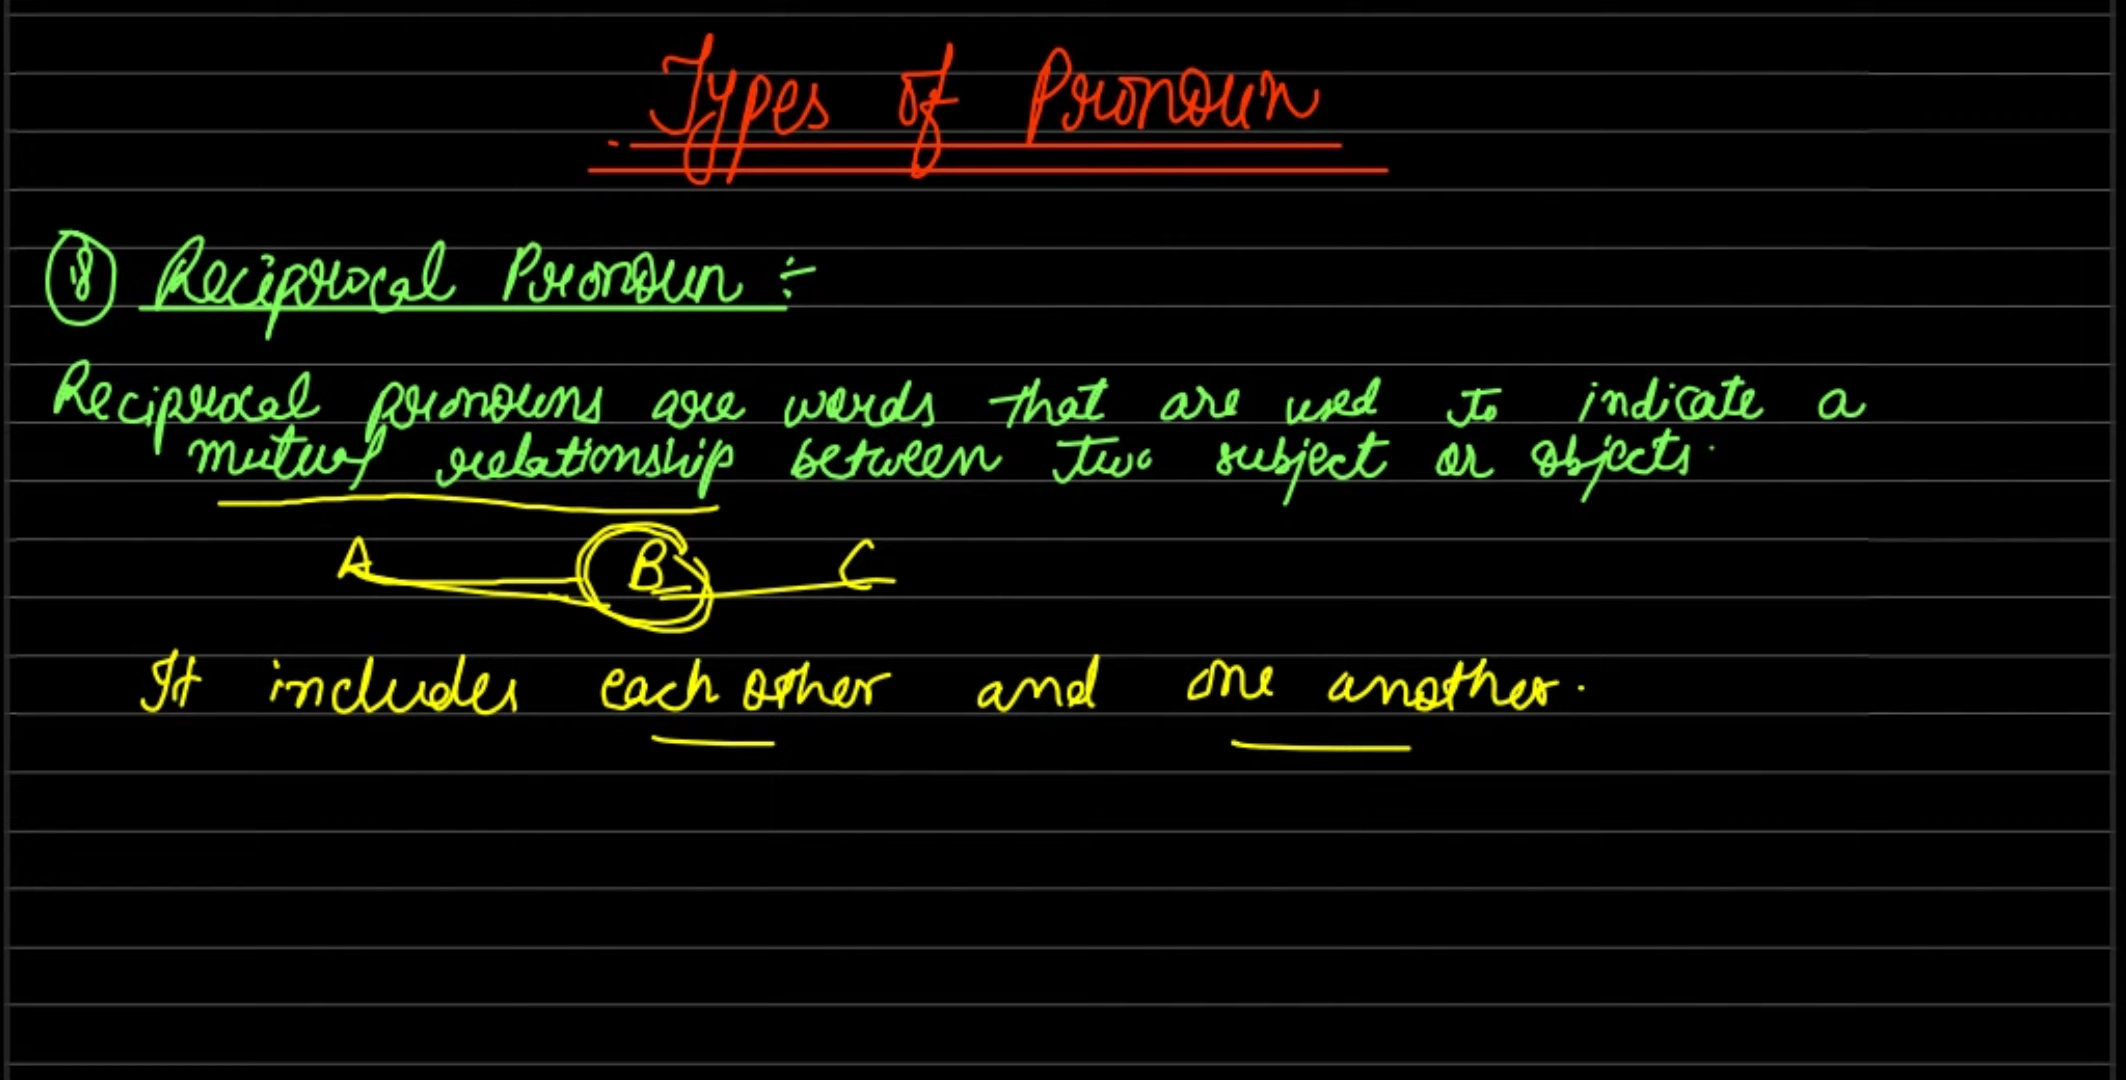 Types of Pronoun
8 Reciprocal Pronoun ÷
Reciprocal pronouns are words that are used to indicate a
mutual relationship between two subject or objects.
A B C
It includes each other and one another.